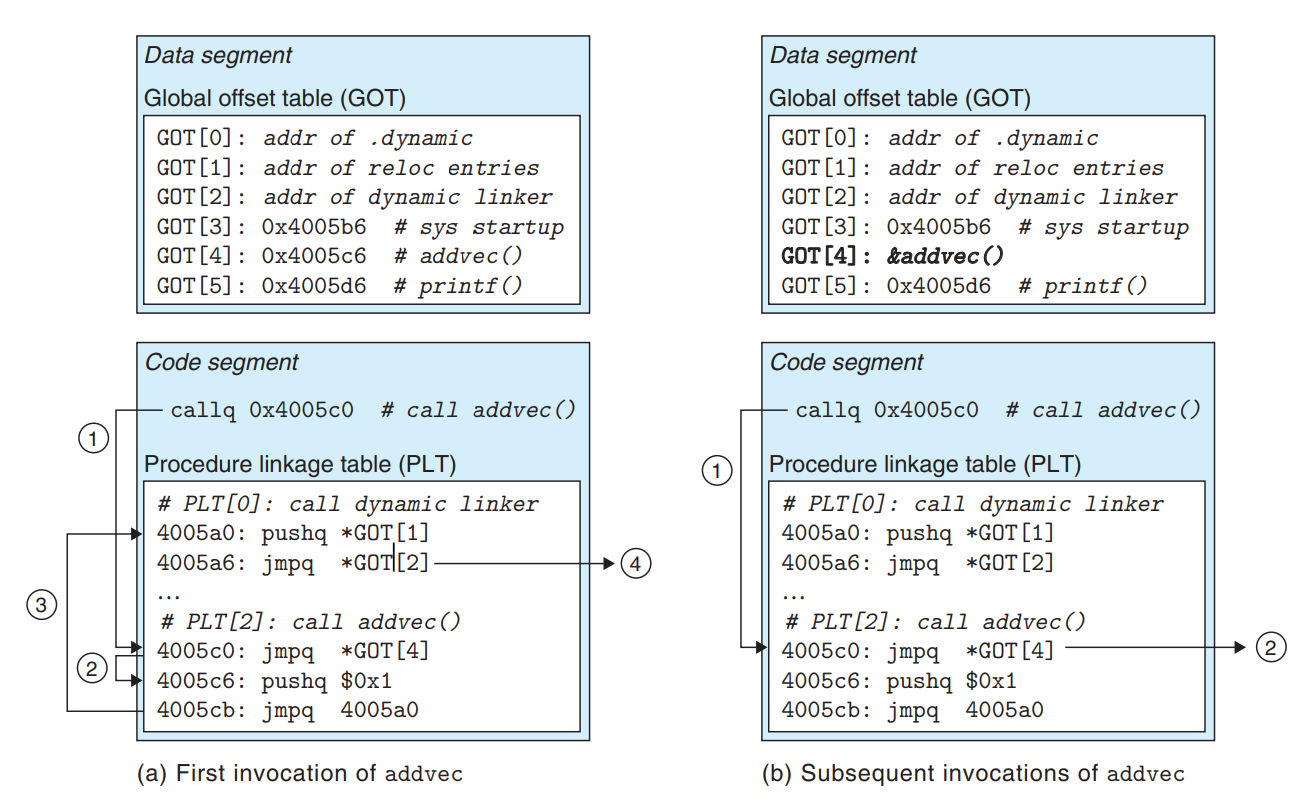 Data segment
Global offset table (GOT)
GOT[0]: addr of .dynamic
GOT[1]: addr of reloc entries
GOT[2]: addr of dynamic linker
GOT[3]: 0x4005b6 # sys startup
GOT[4]: 0x4005c6 # addvec()
GOT[5]: 0x4005d6 # printf()
Code segment
callq 0x4005c0 # call addvec()
1
Procedure linkage table (PLT)
# PLT[0]: call dynamic linker
4005a0: pushq *GOT[1]
4005a6: jmpq *GOT[2]
4
...
3
# PLT[2]: call addvec()
4005c0: jmpq *GOT[4]
2
4005c6: pushq $0x1
4005cb: jmpq 4005a0
(a) First invocation of addvec
Data segment
Global offset table (GOT)
GOT[0]: addr of .dynamic
GOT[1]: addr of reloc entries
GOT[2]: addr of dynamic linker
GOT[3]: 0x4005b6 # sys startup
GOT[4]: &addvec()
GOT[5]: 0x4005d6 # printf()
Code segment
callq 0x4005c0 # call addvec()
1
Procedure linkage table (PLT)
# PLT[0]: call dynamic linker
4005a0: pushq *GOT[1]
4005a6: jmpq *GOT[2]
...
# PLT[2]: call addvec()
4005c0: jmpq *GOT[4]
2
4005c6: pushq $0x1
4005cb: jmpq 4005a0
(b) Subsequent invocations of addvec